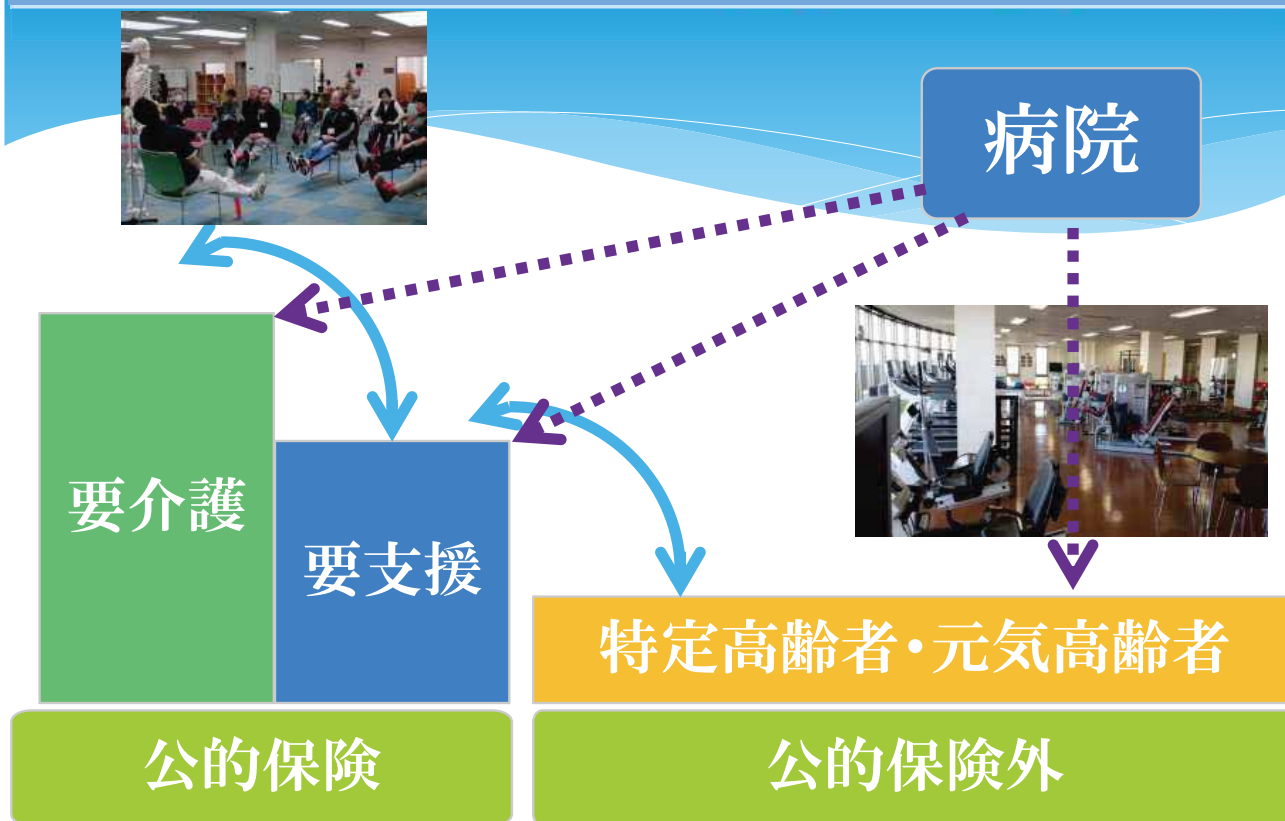 病院
要介護
要支援
特定高齢者・元気高齢者
公的保険
公的保険外